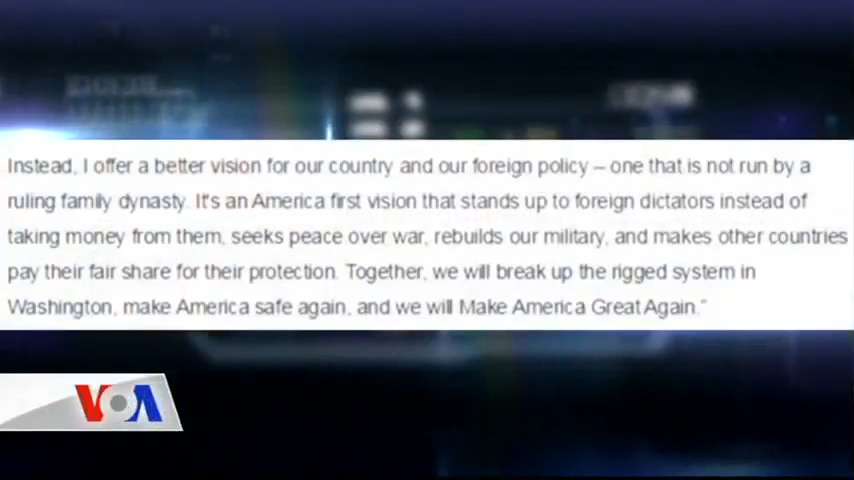 Instead, I offer a better vision for our country and our foreign policy – one that is not run by a
ruling family dynasty. It's an America first vision that stands up to foreign dictators instead of
taking money from them, seeks peace over war, rebuilds our military, and makes other countries
pay their fair share for their protection. Together, we will break up the rigged system in
Washington, make America safe again, and we will Make America Great Again."
VOA